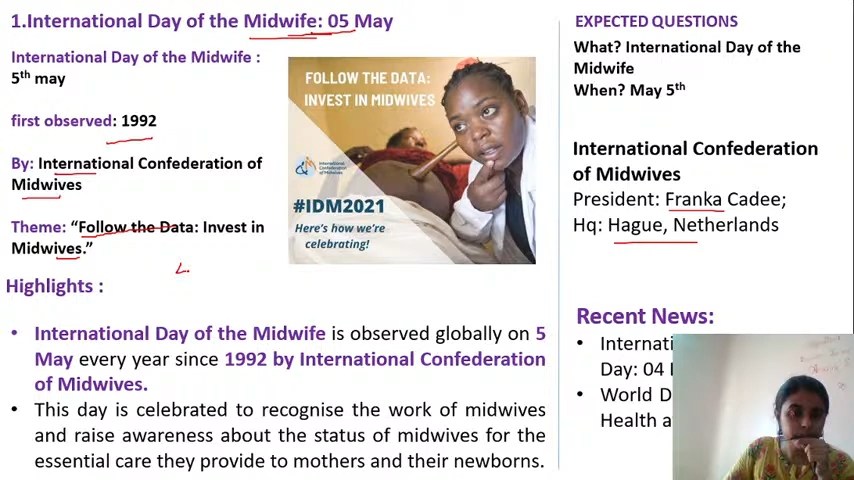 1.International Day of the Midwife: 05 May
International Day of the Midwife :
5th may
first observed: 1992
By: International Confederation of
Midwives
Theme: “Follow the Data: Invest in
Midwives.”
Highlights :
FOLLOW THE DATA:
INVEST IN MIDWIVES
International
Confederation
of Midwives
#IDM2021
Here's how we're
celebrating!
• International Day of the Midwife is observed globally on 5
May every year since 1992 by International Confederation
of Midwives.
• This day is celebrated to recognise the work of midwives
and raise awareness about the status of midwives for the
essential care they provide to mothers and their newborns.
EXPECTED QUESTIONS
What? International Day of the
Midwife
When? May 5th
International Confederation
of Midwives
President: Franka Cadee;
Hq: Hague, Netherlands
Recent News:
• Internati
Day: 04
• World D
Health a